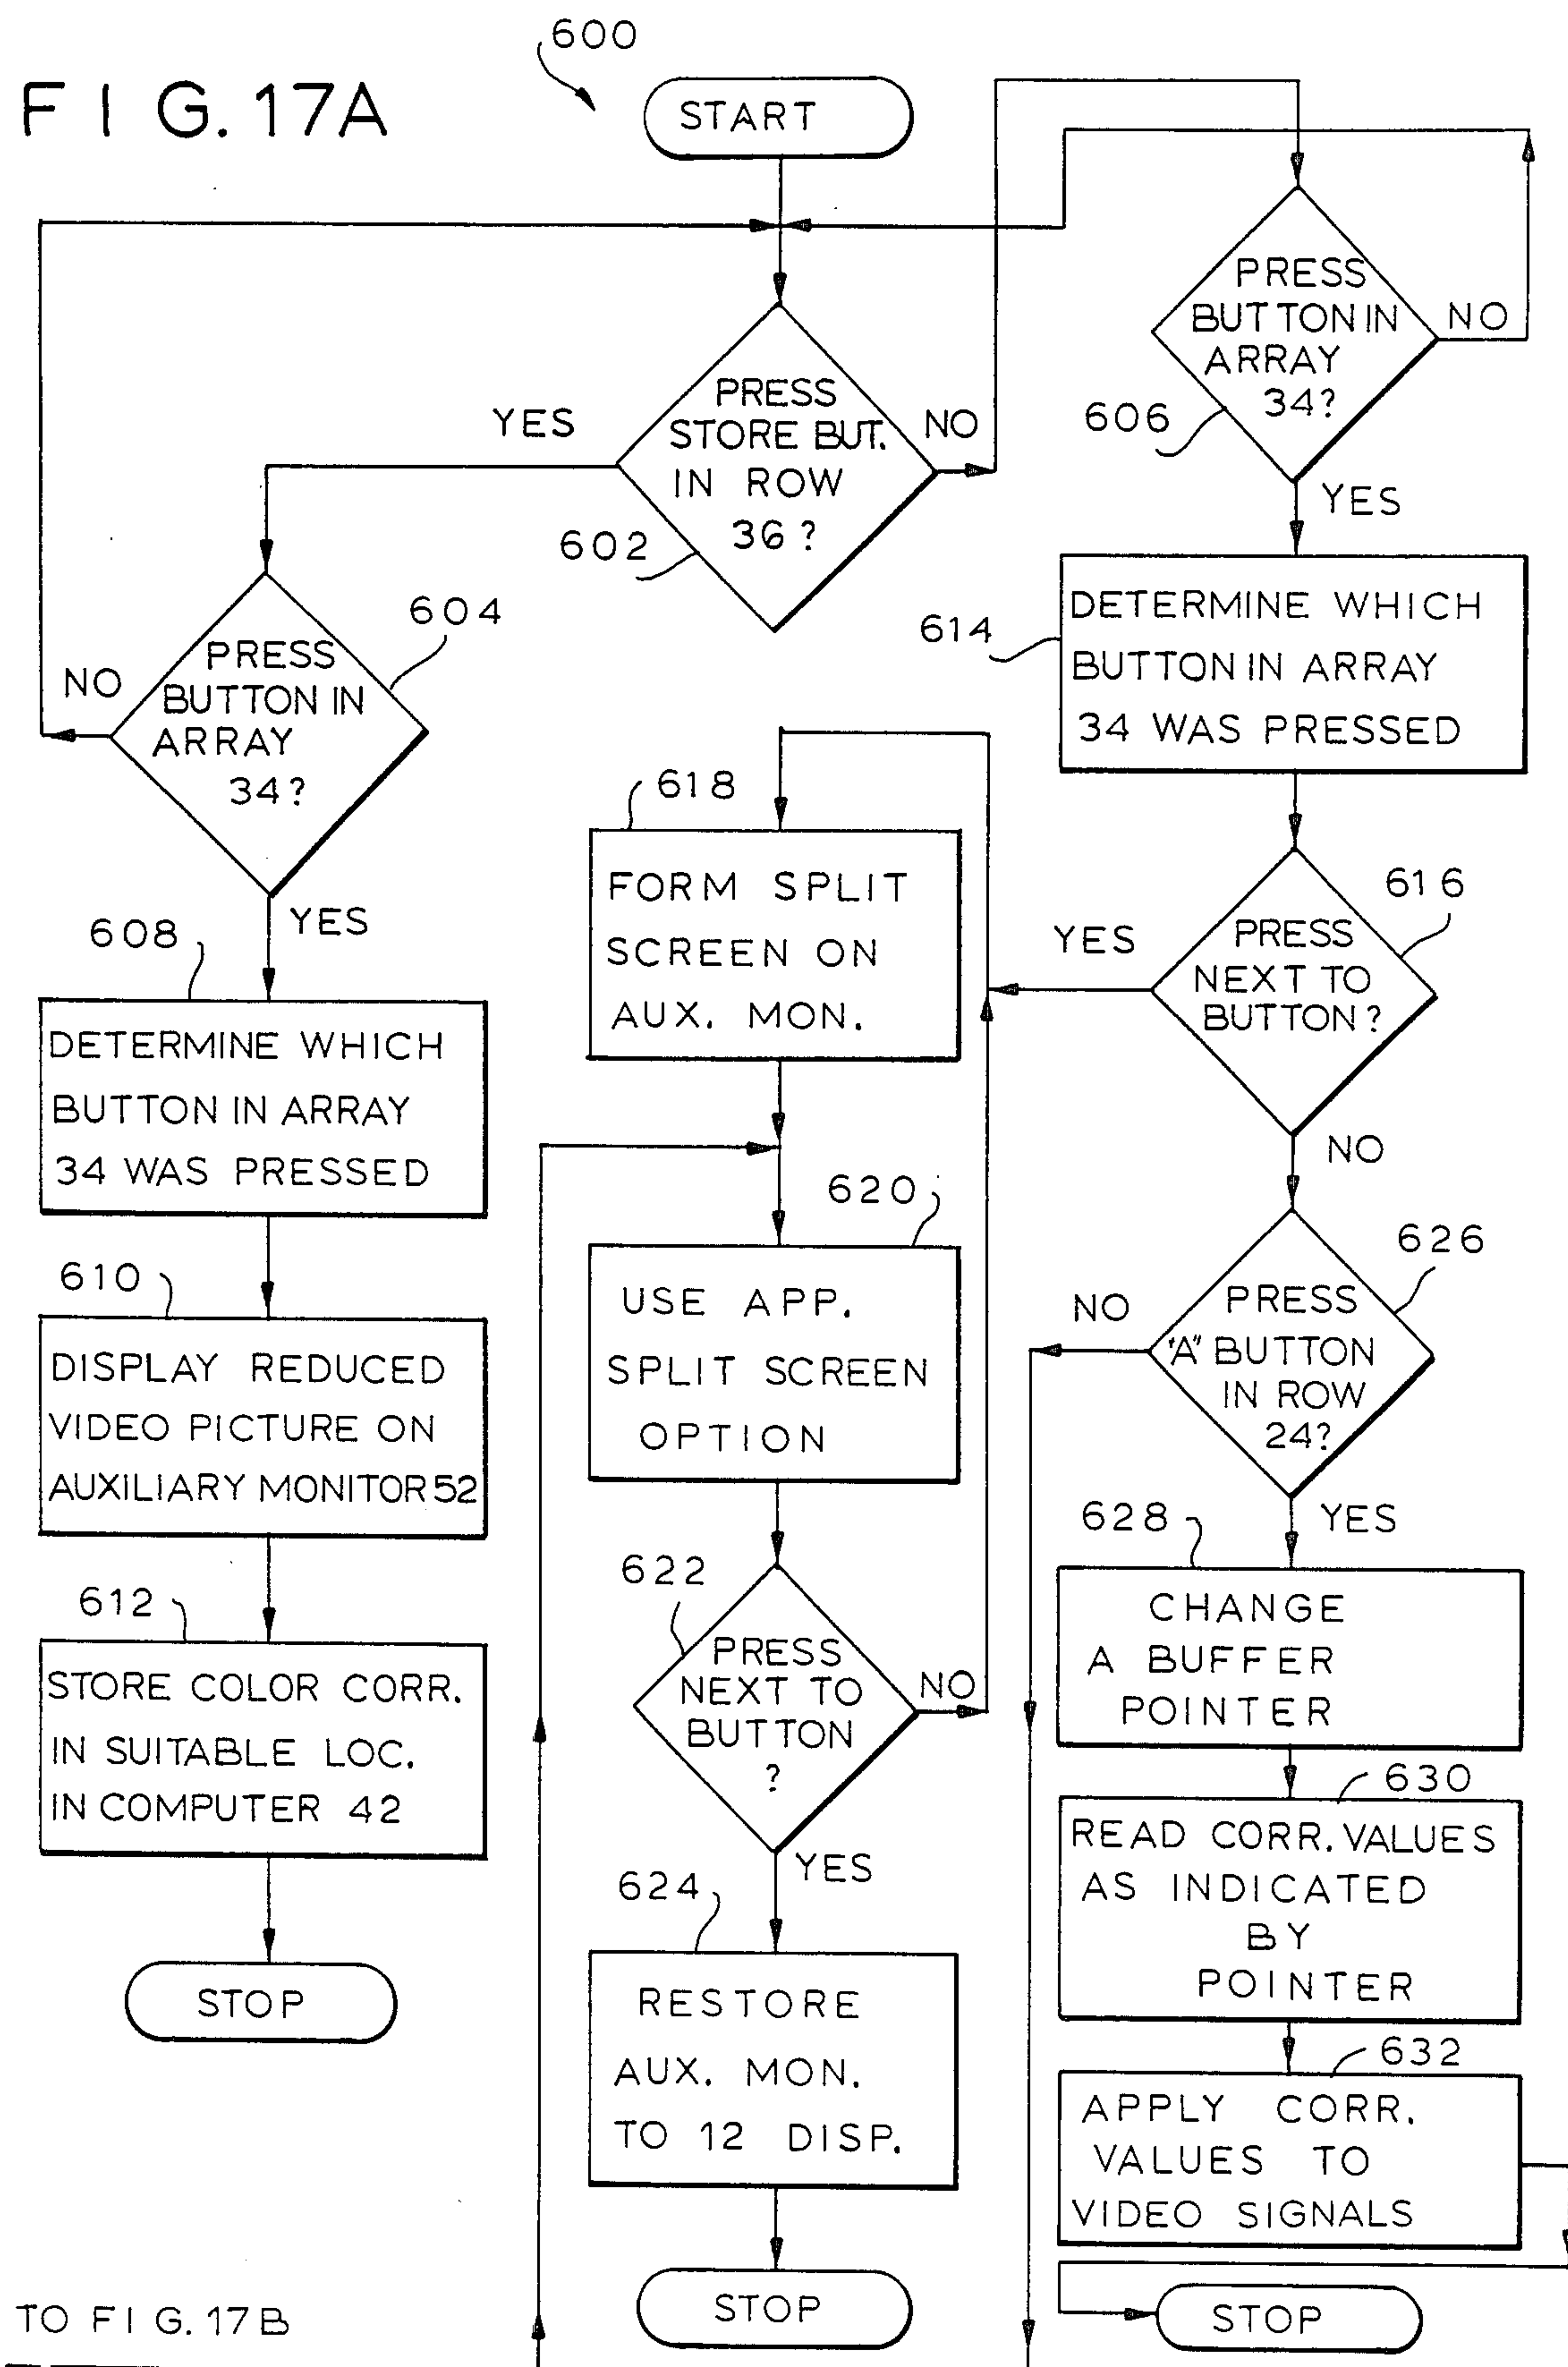 FIG. 17A
600
START
PRESS
STORE BUT.
IN ROW
36?
602
YES
NO
PRESS
BUTTON IN
ARRAY
34?
606
NO
YES
PRESS
BUTTON IN
ARRAY
34?
604
NO
YES
608
DETERMINE WHICH
BUTTON IN ARRAY
34 WAS PRESSED
610
DISPLAY REDUCED
VIDEO PICTURE ON
AUXILIARY MONITOR 52
612
STORE COLOR CORR.
IN SUITABLE LOC.
IN COMPUTER 42
STOP
614
DETERMINE WHICH
BUTTON IN ARRAY
34 WAS PRESSED
616
PRESS
NEXT TO
BUTTON?
YES
NO
618
FORM SPLIT
SCREEN ON
AUX. MON.
620
USE APP.
SPLIT SCREEN
OPTION
622
PRESS
NEXT TO
BUTTON
?
NO
YES
624
RESTORE
AUX. MON.
TO 12 DISP.
STOP
626
PRESS
"A" BUTTON
IN ROW
24?
NO
YES
628
CHANGE
A BUFFER
POINTER
630
READ CORR. VALUES
AS INDICATED
BY
POINTER
632
APPLY CORR.
VALUES TO
VIDEO SIGNALS
STOP
TO FIG. 17B